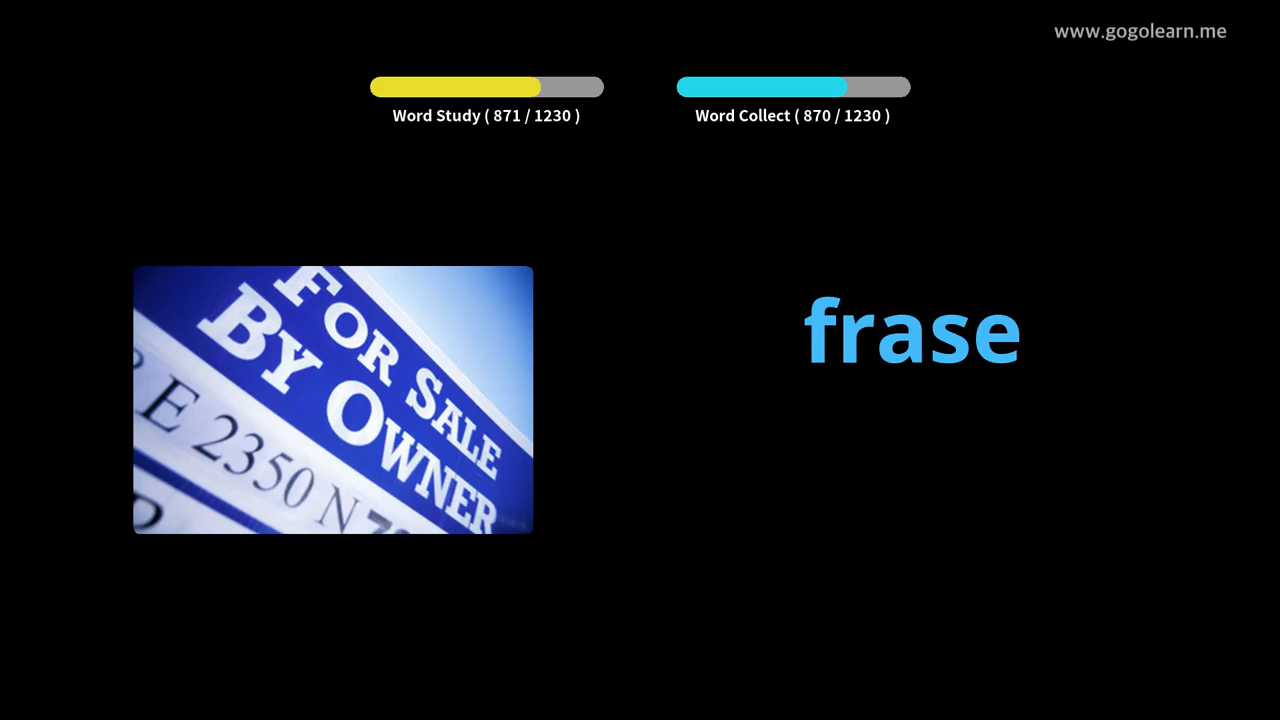 www.gogolearn.me
Word Study ( 871 / 1230 )
Word Collect ( 870 / 1230 )
FOR SALE
BY OWNER
E 2350 N
frase